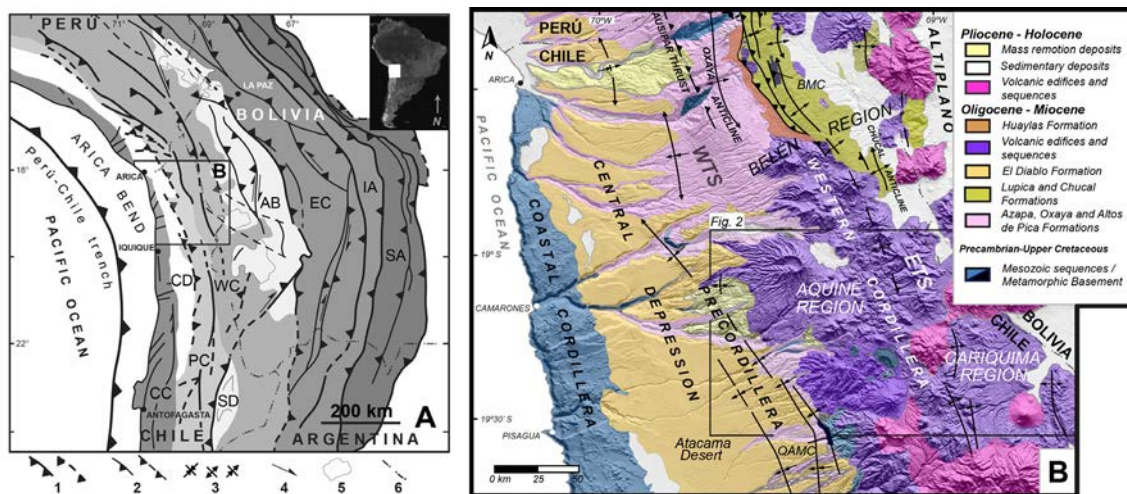 71
69
67
PERÚ
LA PAZ
BOLIVIA
N
ARICA BEND
Perú-Chile trench
PACIFIC OCEAN
18
ARICA
B
IQUIQUE
AB
EC
IA
SA
CD
WC
22
PC
CC
SD
ANTOFAGASTA
CHILE
200 km
ARGENTINA
A
1 2 3 4 5 6
70°W
69°W
N
PERÚ
CHILE
ARICA
AUSIPAR THRUST
OXAYA ANTICLINE
BMC
ALTIPLANO
REGION
CHUCAL ANTICLINE
BELEN
WTS
WESTERN CORDILLERA
ETS
PACIFIC OCEAN
CENTRAL DEPRESSION
COASTAL CORDILLERA
PRECORDILLERA
Fig. 2
19° S
CAMARONES
AQUINE REGION
CARIQUIMA REGION
BOLIVIA
CHILE
19°30' S
PISAGUA
Atacama Desert
QAMC
0 25 50
km
B
Pliocene - Holocene
Mass remotion deposits
Sedimentary deposits
Volcanic edifices and sequences
Oligocene - Miocene
Huaylas Formation
Volcanic edifices and sequences
El Diablo Formation
Lupica and Chucal Formations
Azapa, Oxaya and Altos de Pica Formations
Precambrian-Upper Cretaceous
Mesozoic sequences / Metamorphic Basement